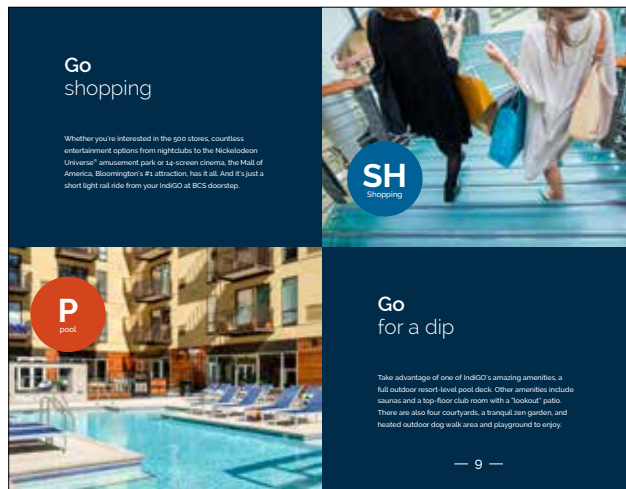 Go
shopping
Whether you're interested in the 500 stores, countless
entertainment options from nightclubs to the Nickelodeon
Universe® amusement park or 14-screen cinema, the Mall of
America, Bloomington's #1 attraction, has it all. And it's just a
short light rail ride from your IndiGO at BCS doorstep.
SH
Shopping
P
pool
Go
for a dip
Take advantage of one of IndiGO's amazing amenities, a
full outdoor resort-level pool deck. Other amenities include
saunas and a top-floor club room with a "lookout" patio.
There are also four courtyards, a tranquil zen garden, and
heated outdoor dog walk area and playground to enjoy.
— 9 —